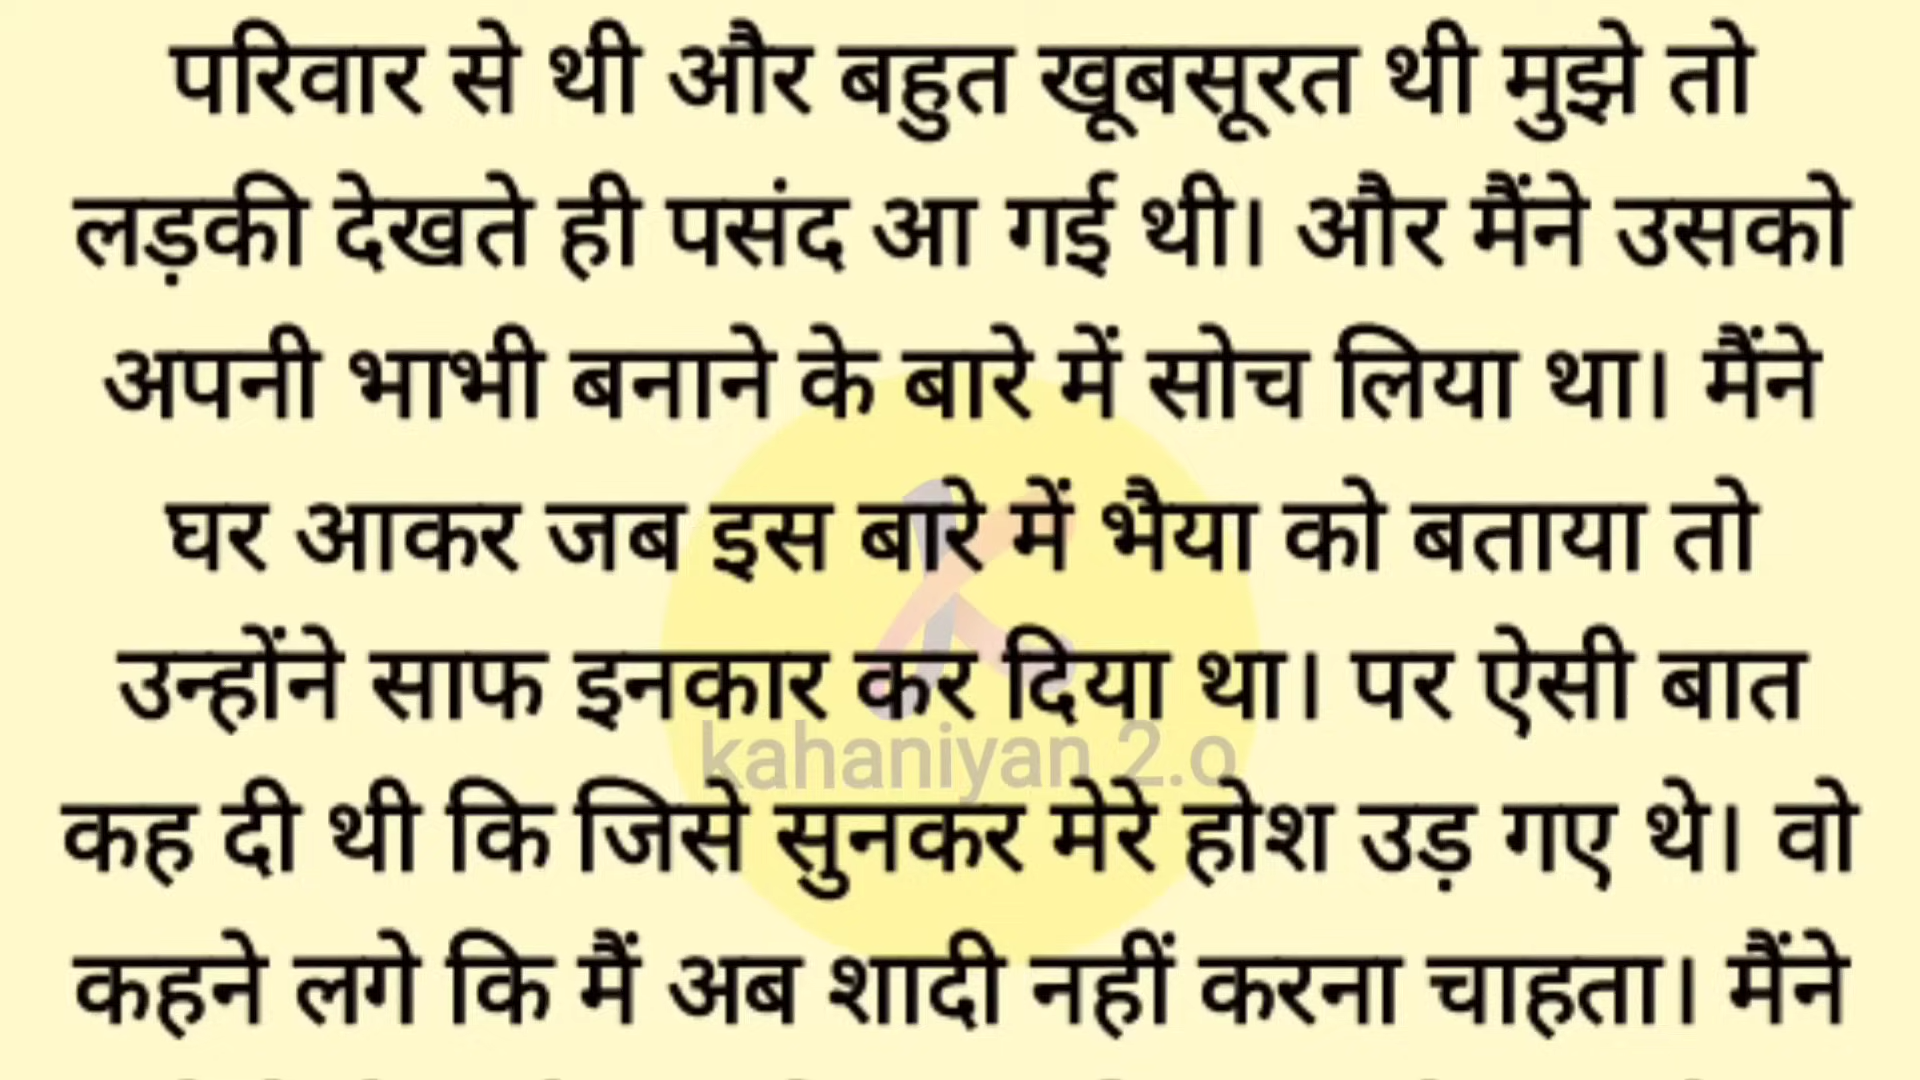 परिवार से थी और बहुत खूबसूरत थी मुझे तो
लड़की देखते ही पसंद आ गई थी। और मैंने उसको
अपनी भाभी बनाने के बारे में सोच लिया था। मैंने
घर आकर जब इस बारे में भैया को बताया तो
उन्होंने साफ इनकार कर दिया था। पर ऐसी बात
kahaniyan 2.o
कह दी थी कि जिसे सुनकर मेरे होश उड़ गए थे। वो
कहने लगे कि मैं अब शादी नहीं करना चाहता। मैंने